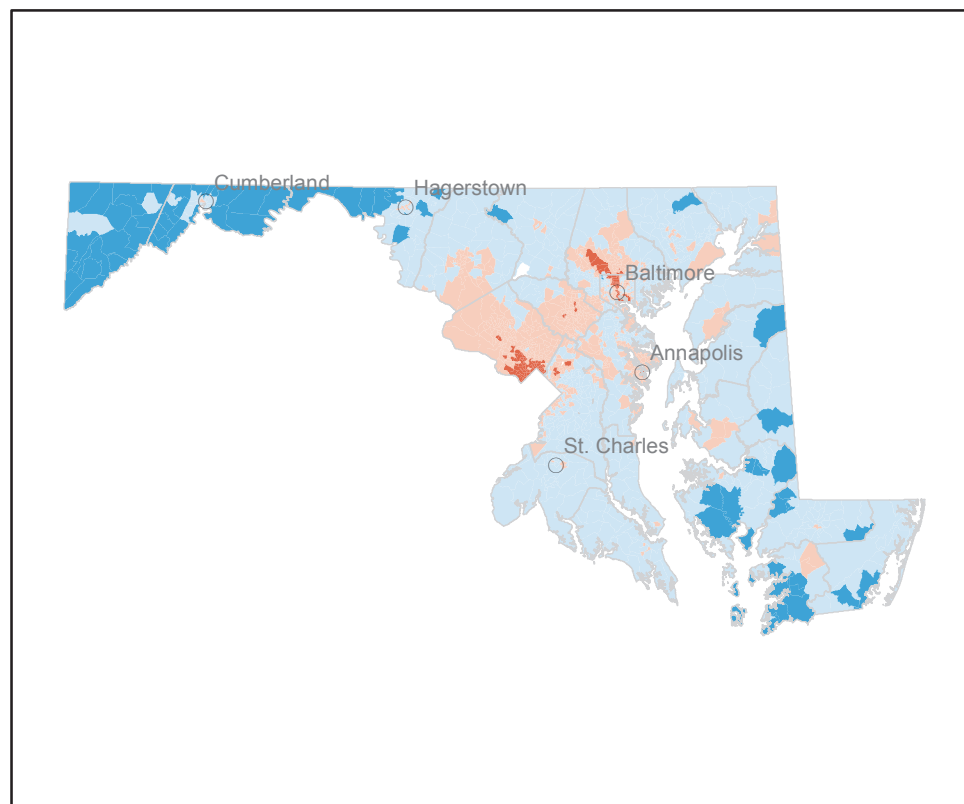 Cumberland
Hagerstown
Baltimore
Annapolis
St. Charles